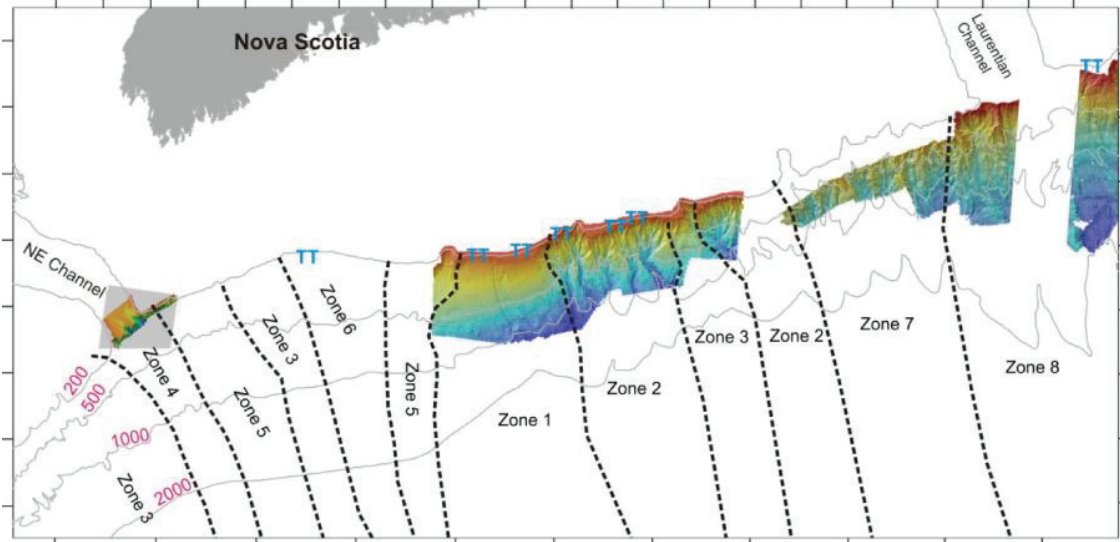 Nova Scotia
Laurentian
Channel
TT
NE Channel
TT
TT
TT
TT
TT
TT
200
500
1000
2000
Zone 3
Zone 4
Zone 5
Zone 3
Zone 6
Zone 5
Zone 1
Zone 2
Zone 3
Zone 2
Zone 7
Zone 8